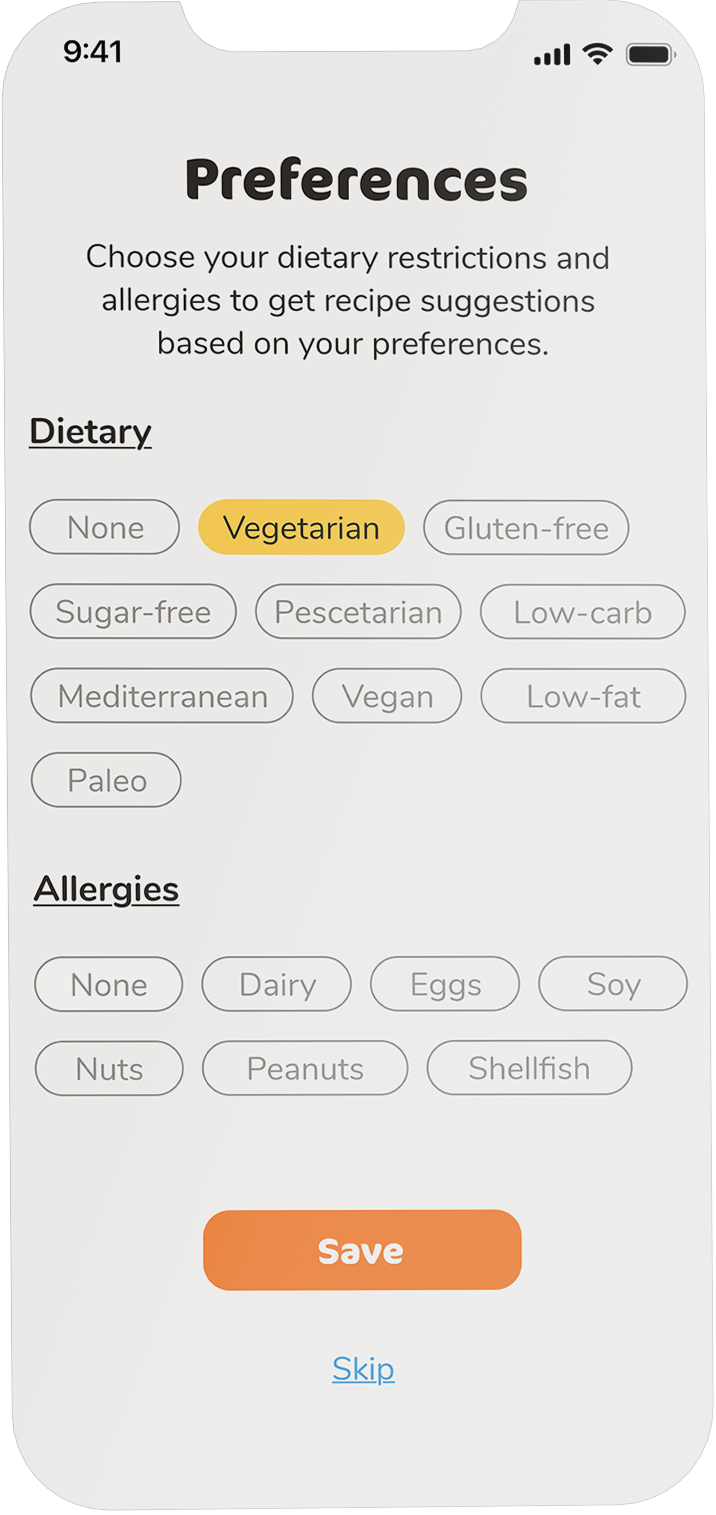 9:41
Preferences
Choose your dietary restrictions and
allergies to get recipe suggestions
based on your preferences.
Dietary
None Vegetarian Gluten-free
Sugar-free Pescetarian Low-carb
Mediterranean Vegan Low-fat
Paleo
Allergies
None Dairy Eggs Soy
Nuts Peanuts Shellfish
Save
Skip